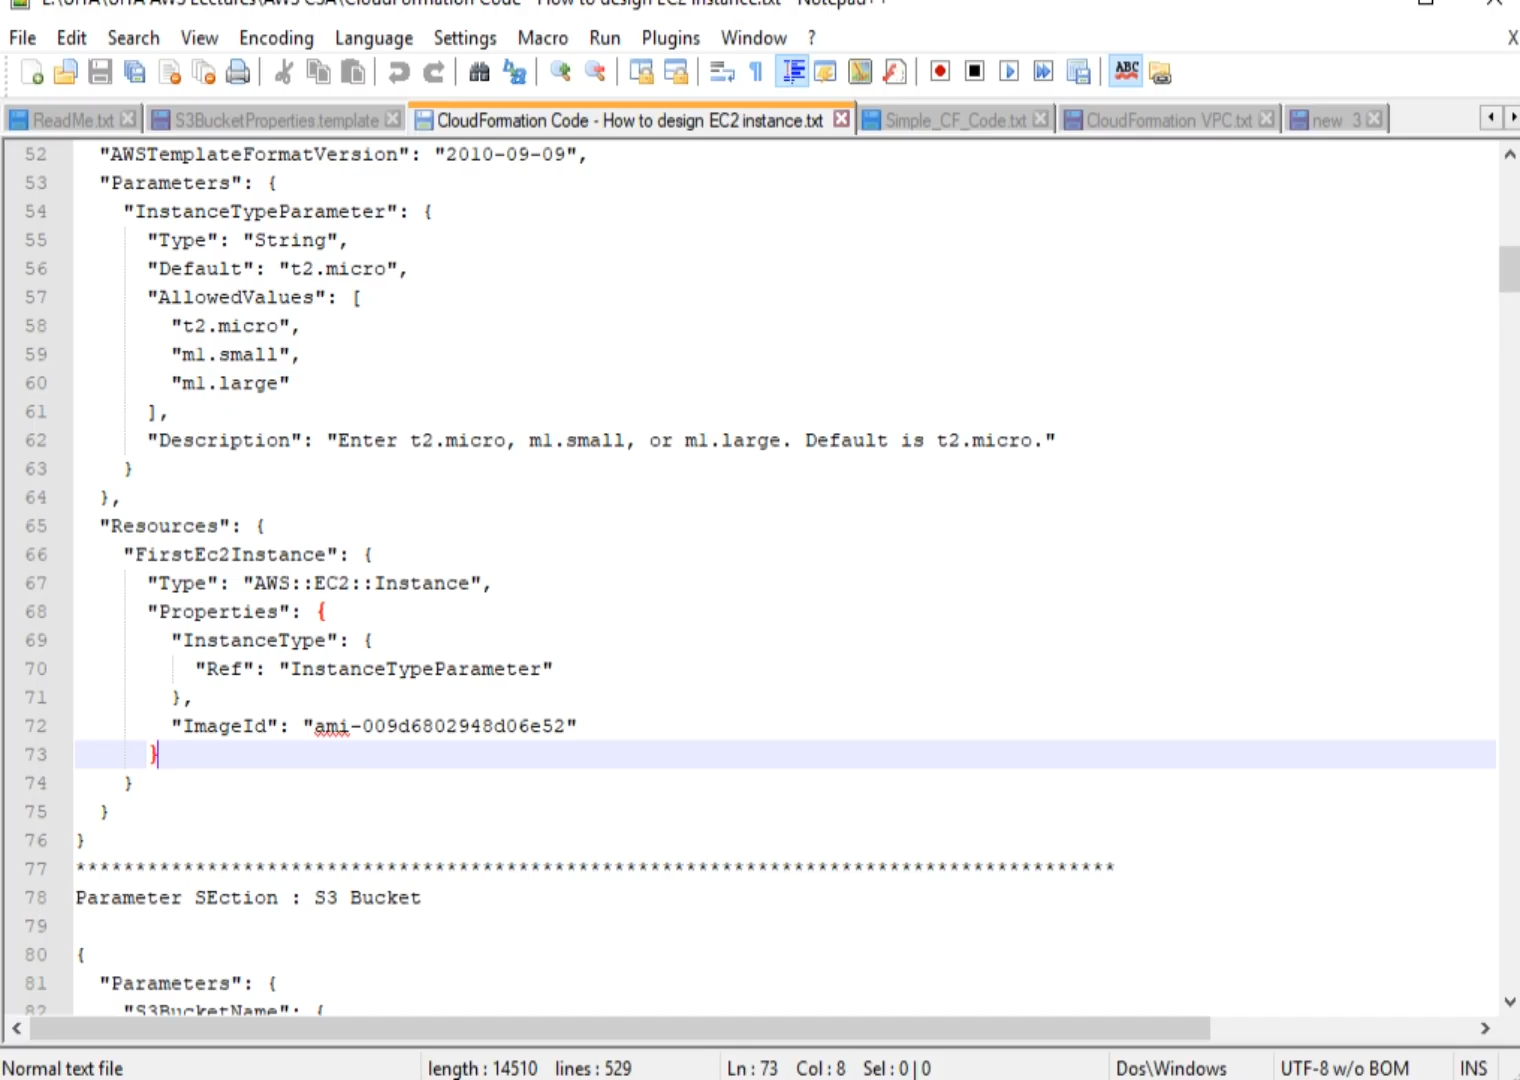 File Edit Search View Encoding Language Settings Macro Run Plugins Window ? X
ABC
ReadMe.txt S3BucketProperties.template CloudFormation Code - How to design EC2 instance.txt Simple_CF_Code.txt CloudFormation VPC.txt new 3
52 "AWSTemplateFormatVersion": "2010-09-09",
53 "Parameters": {
54 "InstanceTypeParameter": {
55 "Type": "String",
56 "Default": "t2.micro",
57 "AllowedValues": [
58 "t2.micro",
59 "m1.small",
60 "m1.large"
61 ],
62 "Description": "Enter t2.micro, m1.small, or m1.large. Default is t2.micro."
63 }
64 },
65 "Resources": {
66 "FirstEc2Instance": {
67 "Type": "AWS::EC2::Instance",
68 "Properties": {
69 "InstanceType": {
70 "Ref": "InstanceTypeParameter"
71 },
72 "ImageId": "ami-009d6802948d06e52"
73 }
74 }
75 }
76 }
77 ****************************************************************************************
78 Parameter SEction : S3 Bucket
79
80 {
81 "Parameters": {
82 "S3BucketName": {
Normal text file length : 14510 lines : 529 Ln : 73 Col : 8 Sel : 0 | 0 Dos\Windows UTF-8 w/o BOM INS